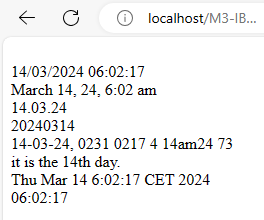 localhost/M3-IB...
14/03/2024 06:02:17
March 14, 24, 6:02 am
14.03.24
20240314
14-03-24, 0231 0217 4 14am24 73
it is the 14th day.
Thu Mar 14 6:02:17 CET 2024
06:02:17